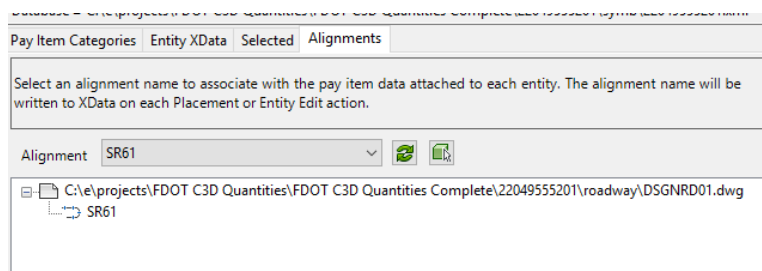 Pay Item Categories Entity XData Selected Alignments
Select an alignment name to associate with the pay item data attached to each entity. The alignment name will be
written to XData on each Placement or Entity Edit action.
Alignment SR61
C:\e\projects\FDOT C3D Quantities\FDOT C3D Quantities Complete\22049555201\roadway\DSGNRD01.dwg
SR61